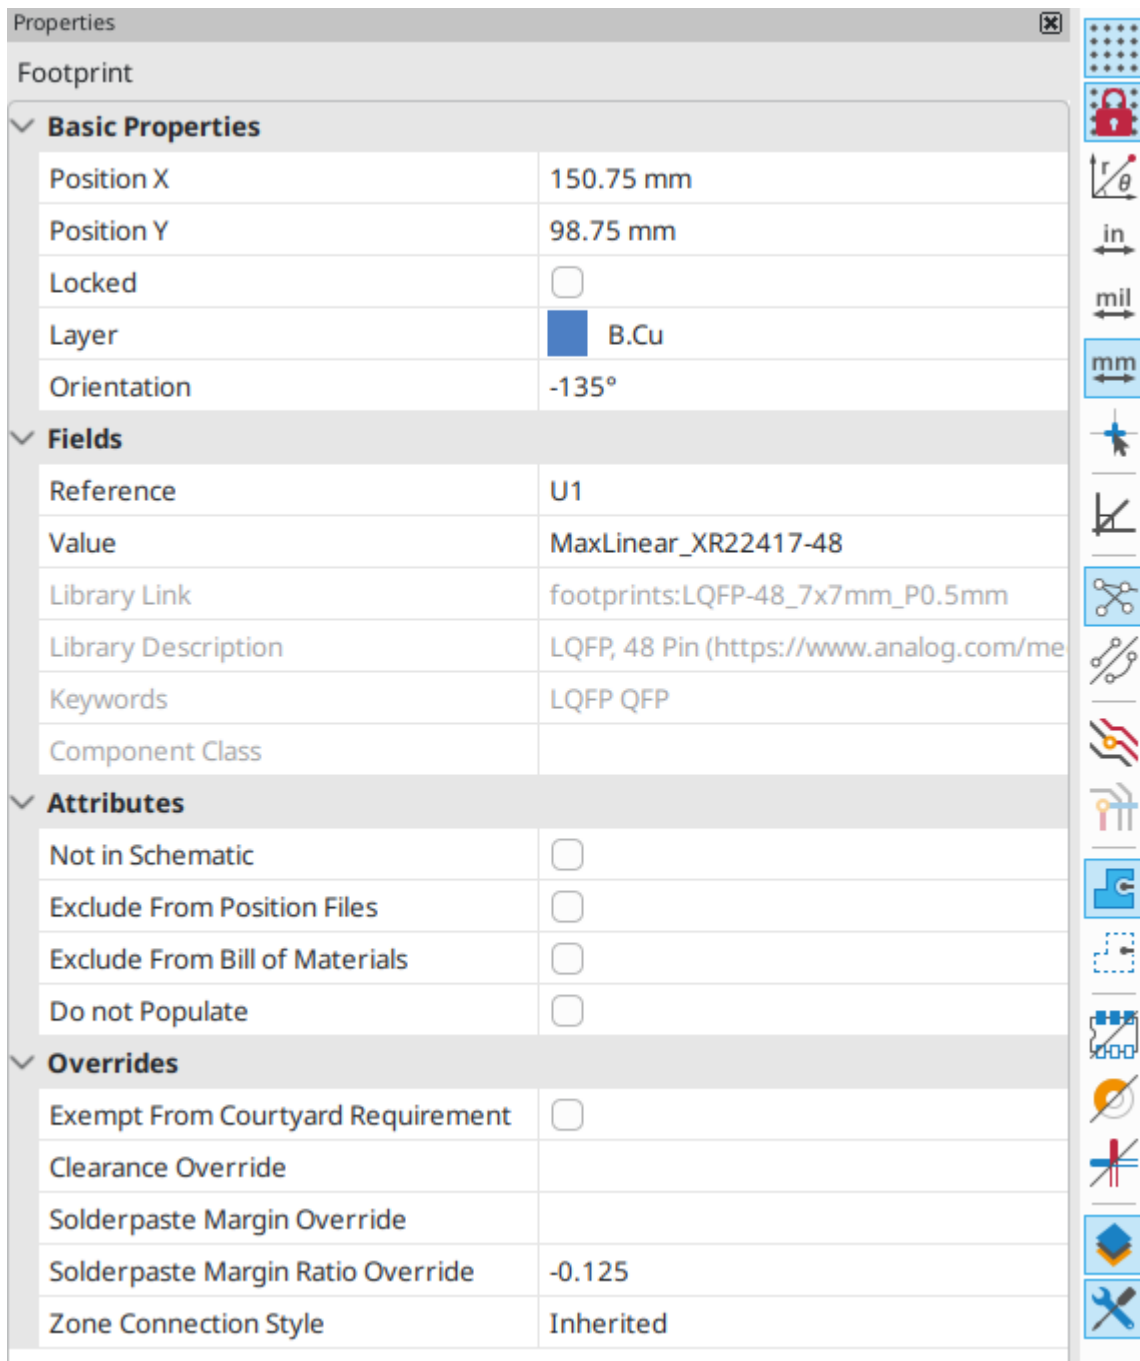 Properties
Footprint
Basic Properties
Position X 150.75 mm
Position Y 98.75 mm
Locked
Layer B.Cu
Orientation -135°
Fields
Reference U1
Value MaxLinear_XR22417-48
Library Link footprints:LQFP-48_7x7mm_P0.5mm
Library Description LQFP, 48 Pin (https://www.analog.com/me
Keywords LQFP QFP
Component Class
Attributes
Not in Schematic
Exclude From Position Files
Exclude From Bill of Materials
Do not Populate
Overrides
Exempt From Courtyard Requirement
Clearance Override
Solderpaste Margin Override
Solderpaste Margin Ratio Override -0.125
Zone Connection Style Inherited
r
θ
in
mil
mm